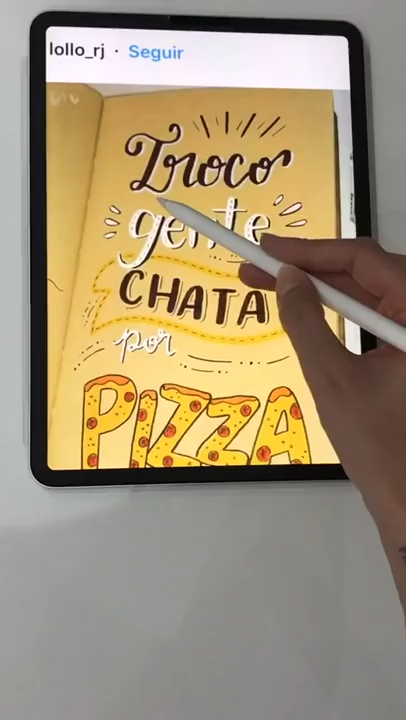 lollo_rj · Seguir
Troco
gente
CHATA
por
PIZZA